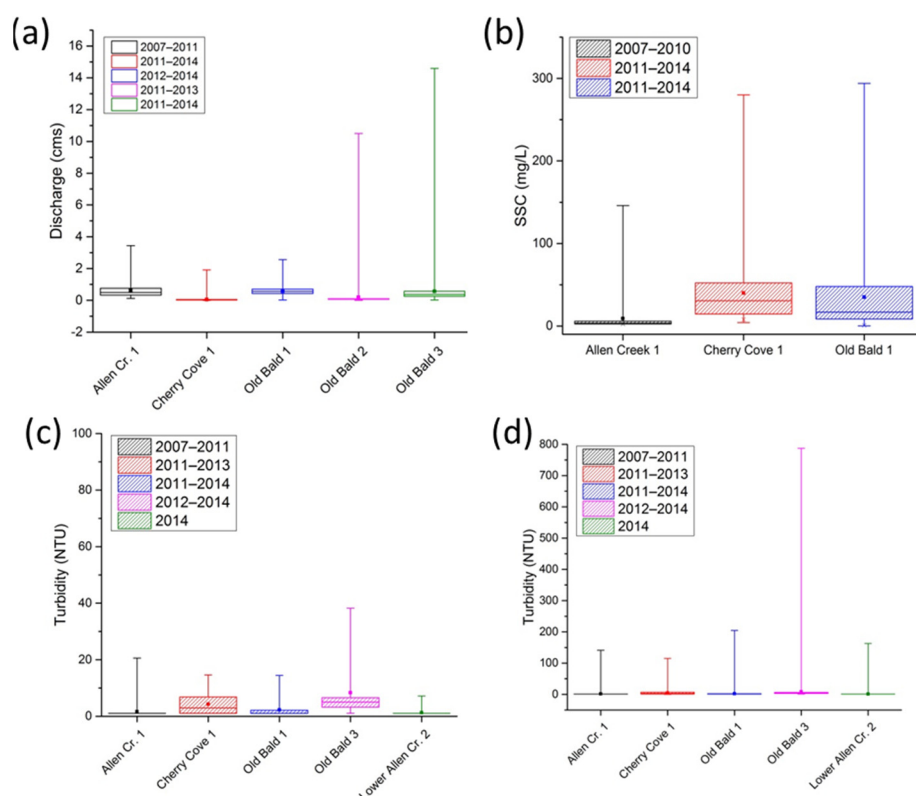 (a)
2007–2011
2011–2014
2012–2014
2011–2013
2011–2014
Discharge (cms)
16
14
12
10
8
6
4
2
0
-2
Allen Cr. 1
Cherry Cove 1
Old Bald 1
Old Bald 2
Old Bald 3
(b)
2007–2010
2011–2014
2011–2014
SSC (mg/L)
300
200
100
0
Allen Creek 1
Cherry Cove 1
Old Bald 1
(c)
2007–2011
2011–2013
2011–2014
2012–2014
2014
Turbidity (NTU)
100
80
60
40
20
0
Allen Cr. 1
Cherry Cove 1
Old Bald 1
Old Bald 3
Lower Allen Cr. 2
(d)
2007–2011
2011–2013
2011–2014
2012–2014
2014
Turbidity (NTU)
800
700
600
500
400
300
200
100
0
Allen Cr. 1
Cherry Cove 1
Old Bald 1
Old Bald 3
Lower Allen Cr. 2